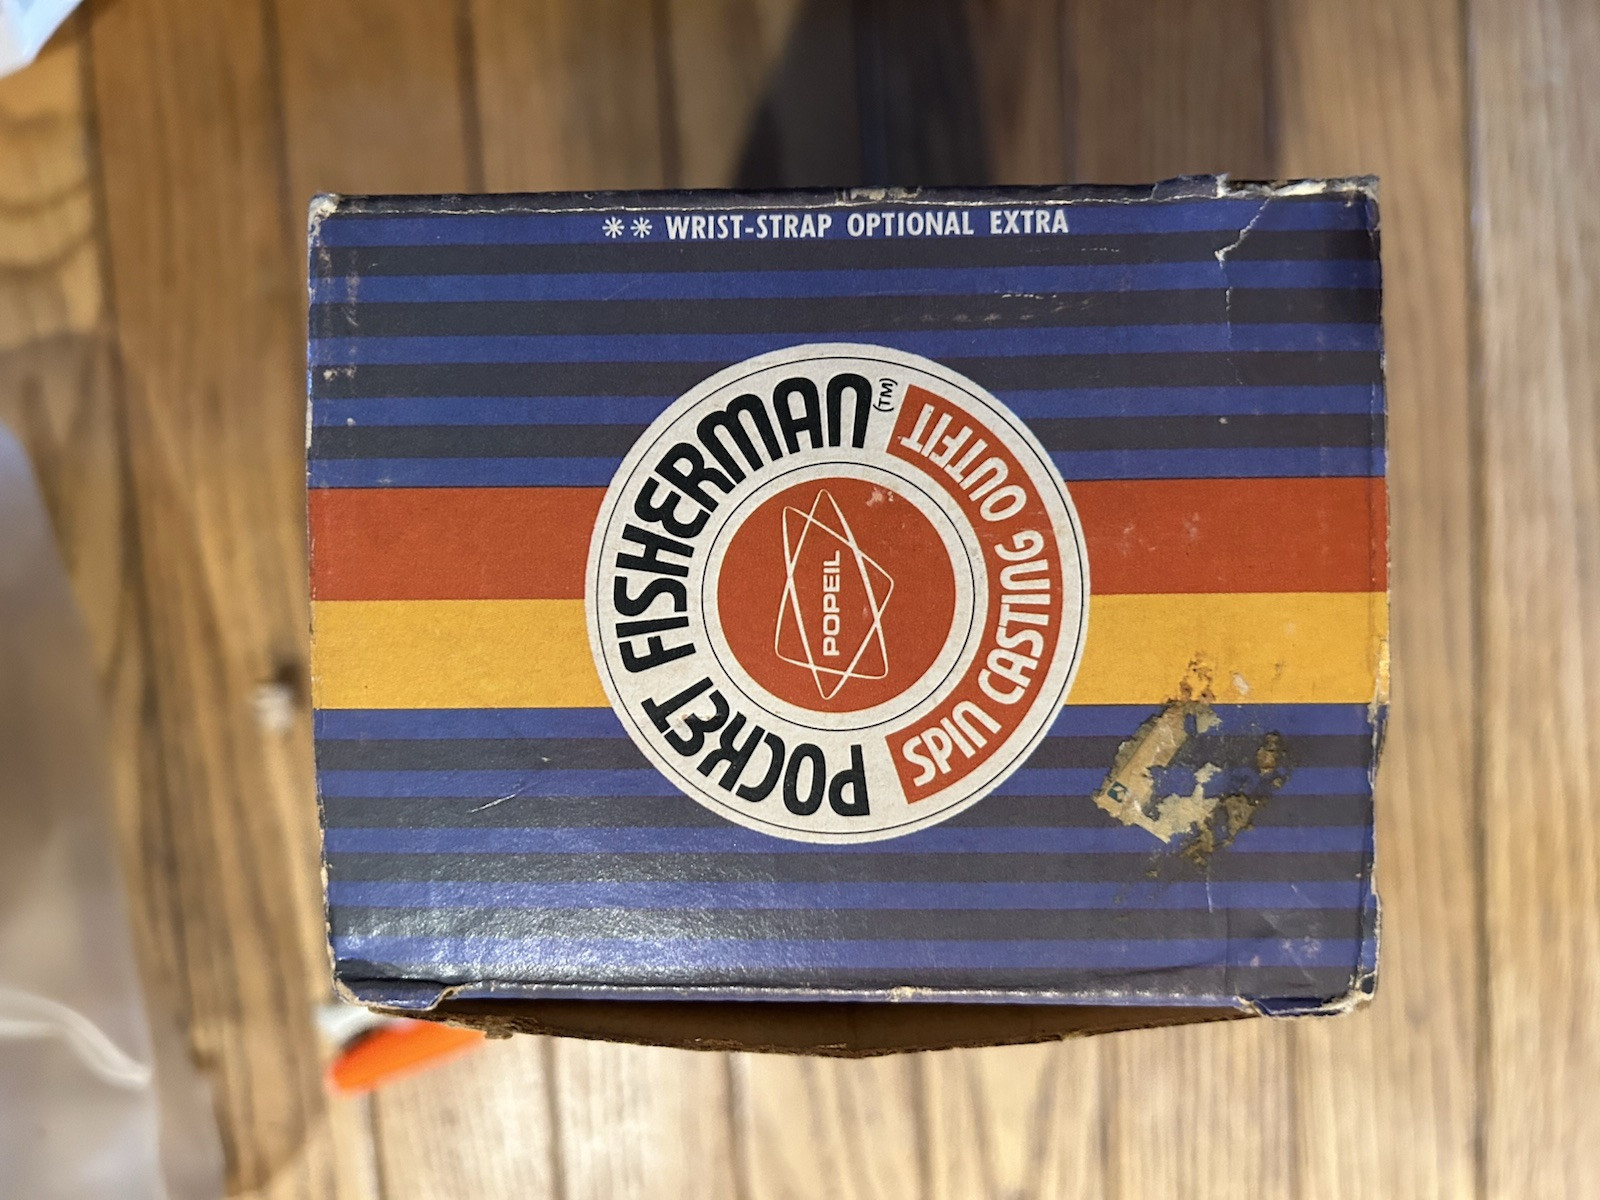 ** WRIST-STRAP OPTIONAL EXTRA
POCKET FISHERMAN (TM)
SPIN CASTING OUTFIT
POPEIL